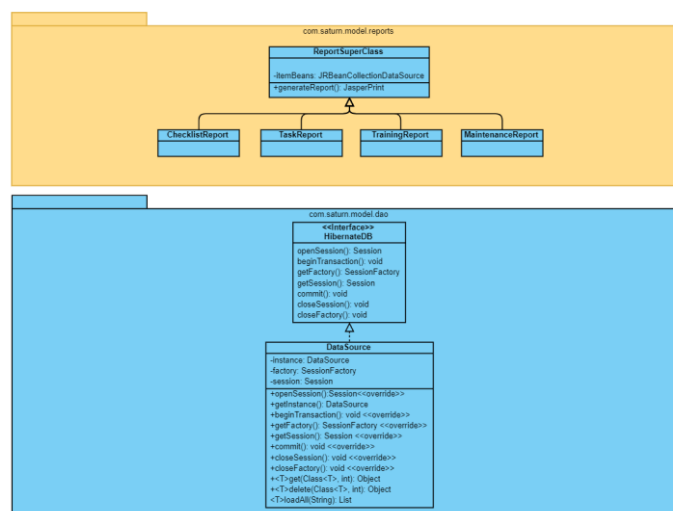 com.saturn.model.reports
ReportSuperClass
-ItemBeans: JRBeanCollectionDataSource
+generateReport(): JasperPrint
ChecklistReport
TaskReport
TrainingReport
MaintenanceReport
com.saturn.model.dao
<<Interface>>
HibernateDB
openSession(): Session
beginTransaction(): void
getFactory(): SessionFactory
getSession(): Session
commit(): void
closeSession(): void
closeFactory(): void
DataSource
-instance: DataSource
-factory: SessionFactory
-session: Session
+openSession():Session<<override>>
+getInstance(): DataSource
+beginTransaction(): void <<override>>
+getFactory(): SessionFactory <<override>>
+getSession(): Session <<override>>
+commit(): void <<override>>
+closeSession(): void <<override>>
+closeFactory(): void <<override>>
+<T>get(Class<T>, int): Object
+<T>delete(Class<T>, int): Object
<T>loadAll(String): List